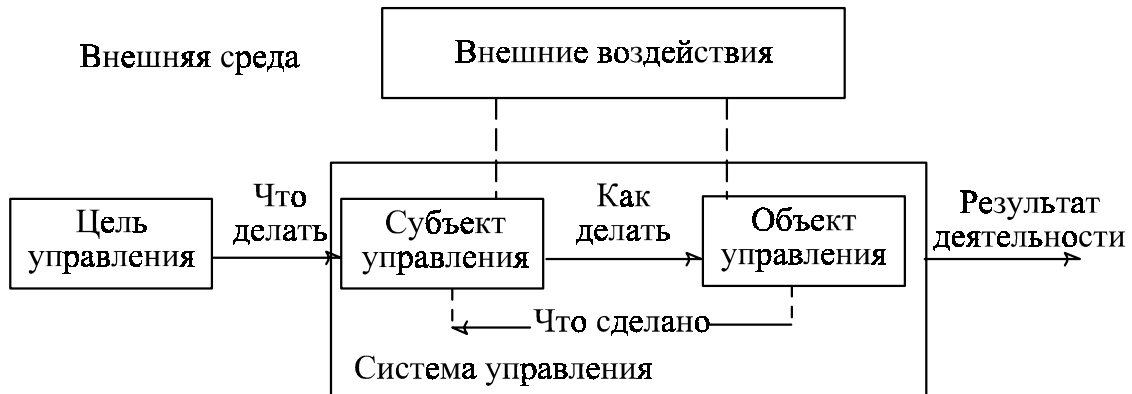 Внешняя среда
Внешние воздействия
Цель
управления
Что
делать
Субъект
управления
Как
делать
Объект
управления
Результат
деятельности
Что сделано
Система управления